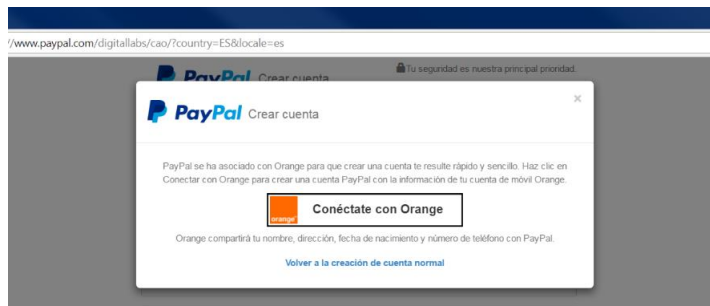 //www.paypal.com/digitallabs/cao/?country=ES&locale=es
PayPal Crear cuenta
Tu seguridad es nuestra principal prioridad.
PayPal Crear cuenta
×
PayPal se ha asociado con Orange para que crear una cuenta te resulte rápido y sencillo. Haz clic en
Conectar con Orange para crear una cuenta PayPal con la información de tu cuenta de móvil Orange.
orange
Conéctate con Orange
Orange compartirá tu nombre, dirección, fecha de nacimiento y número de teléfono con PayPal.
Volver a la creación de cuenta normal